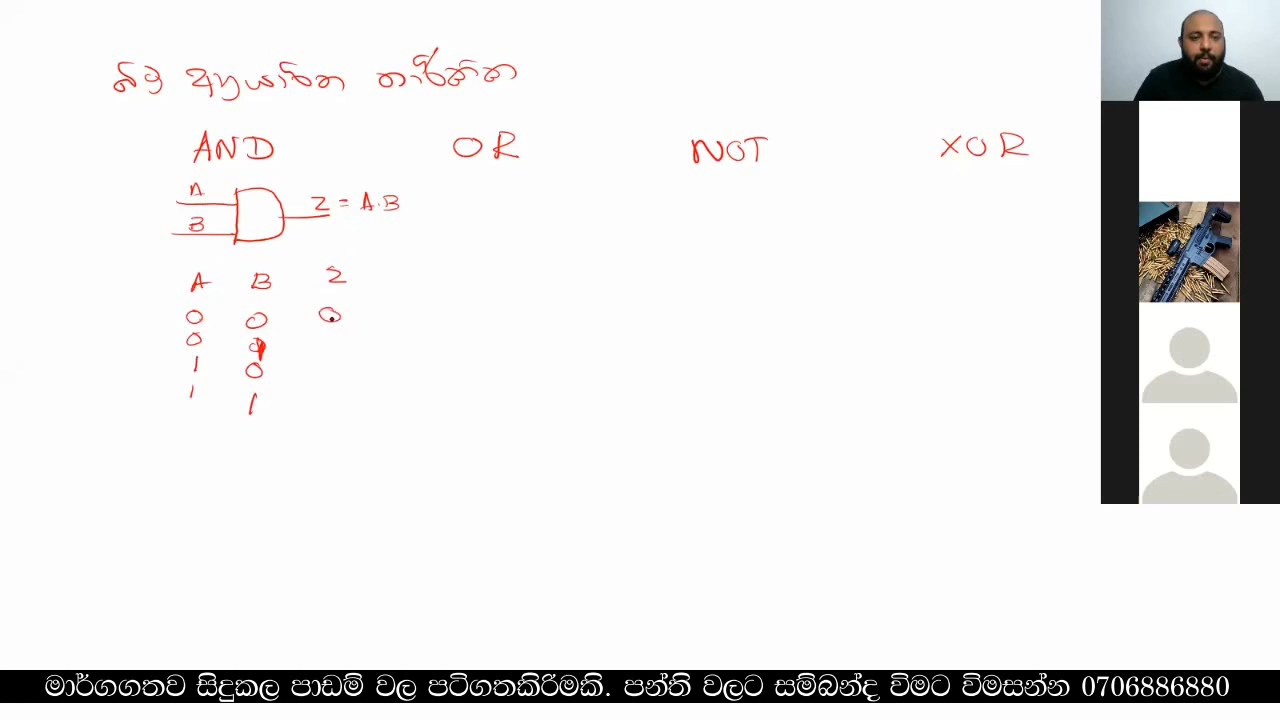 බිටු අනුයාත තාර්කික
AND OR NOT XOR
A
B
Z = A.B
A B Z
0 0 0
0 1
1 0
1 1
මාර්ගගතව සිදුකල පාඩම් වල පටිගතකිරිමකි. පන්ති වලට සම්බන්ද විමට විමසන්න 0706886880